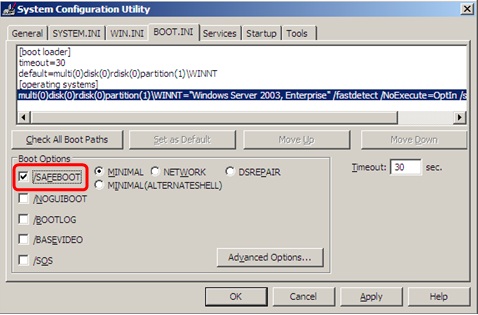 System Configuration Utility
General SYSTEM.INI WIN.INI BOOT.INI Services Startup Tools
[boot loader]
timeout=30
default=multi(0)disk(0)rdisk(0)partition(1)\WINNT
[operating systems]
multi(0)disk(0)rdisk(0)partition(1)\WINNT="Windows Server 2003, Enterprise" /fastdetect /NoExecute=OptIn /s
Check All Boot Paths Set as Default Move Up Move Down
Boot Options
/SAFEBOOT MINIMAL NETWORK DSREPAIR Timeout: 30 sec.
MINIMAL(ALTERNATESHELL)
/NOGUIBOOT
/BOOTLOG
/BASEVIDEO
/SOS Advanced Options...
OK Cancel Apply Help